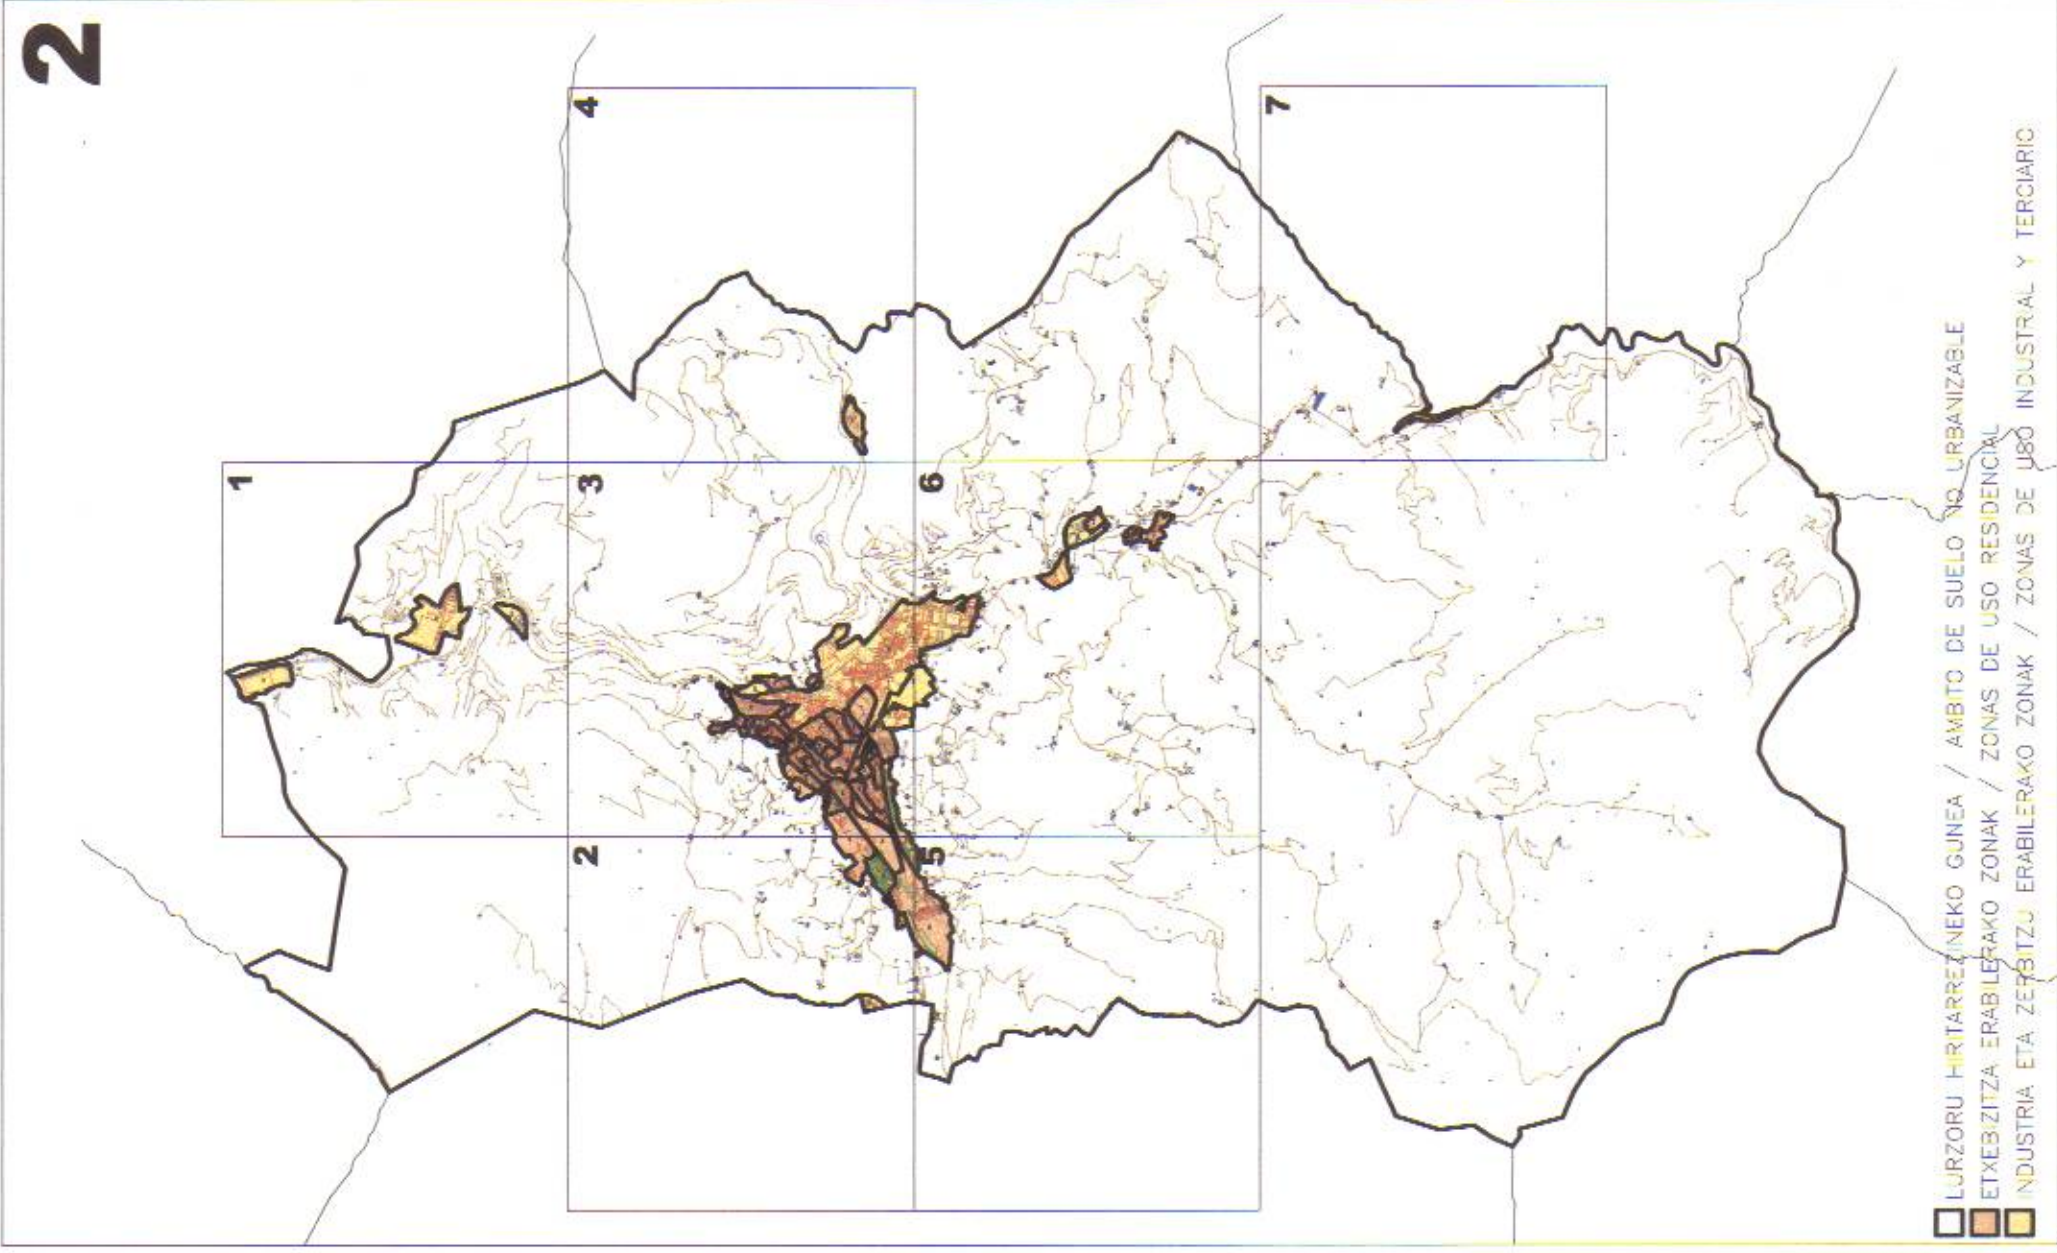 2
1
2
3
4
5
6
7
LURZORU HIRITARREZINEKO GUNEA / AMBITO DE SUELO NO URBANIZABLE
ETXEBIZITZA ERABILERAKO ZONAK / ZONAS DE USO RESIDENCIAL
INDUSTRIA ETA ZERBITZU ERABILERAKO ZONAK / ZONAS DE USO INDUSTRIAL Y TERCIARIO